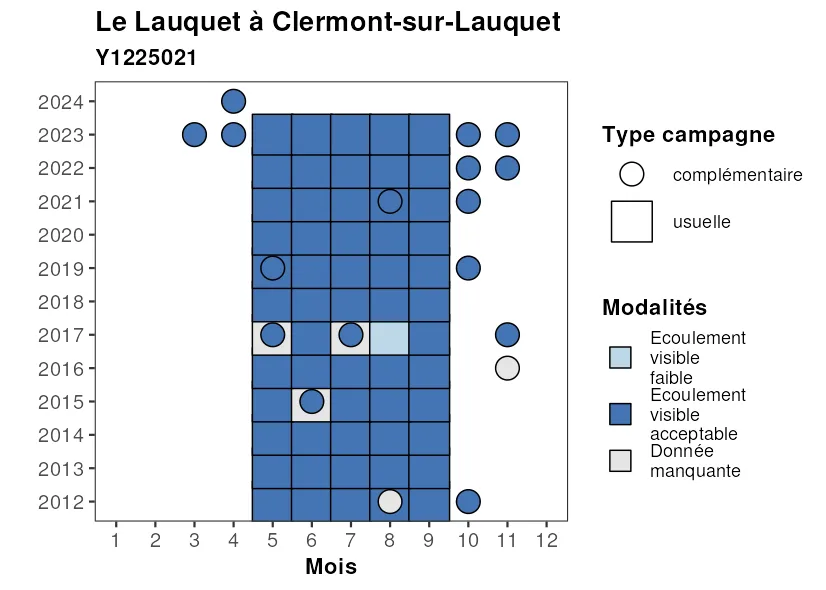 Le Lauquet à Clermont-sur-Lauquet
Y1225021
2024
2023
2022
2021
2020
2019
2018
2017
2016
2015
2014
2013
2012
1 2 3 4 5 6 7 8 9 10 11 12
Mois
Type campagne
complémentaire
usuelle
Modalités
Ecoulement
visible
faible
Ecoulement
visible
acceptable
Donnée
manquante